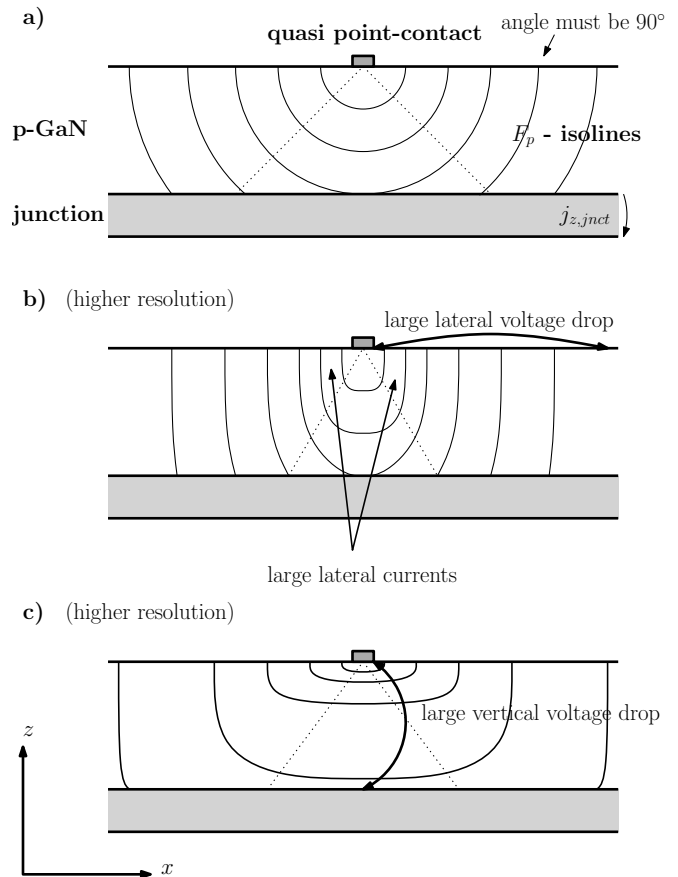 a)
quasi point-contact
angle must be 90°
p-GaN
F_p - isolines
junction
j_{z,jnct}
b) (higher resolution)
large lateral voltage drop
large lateral currents
c) (higher resolution)
large vertical voltage drop
z
x